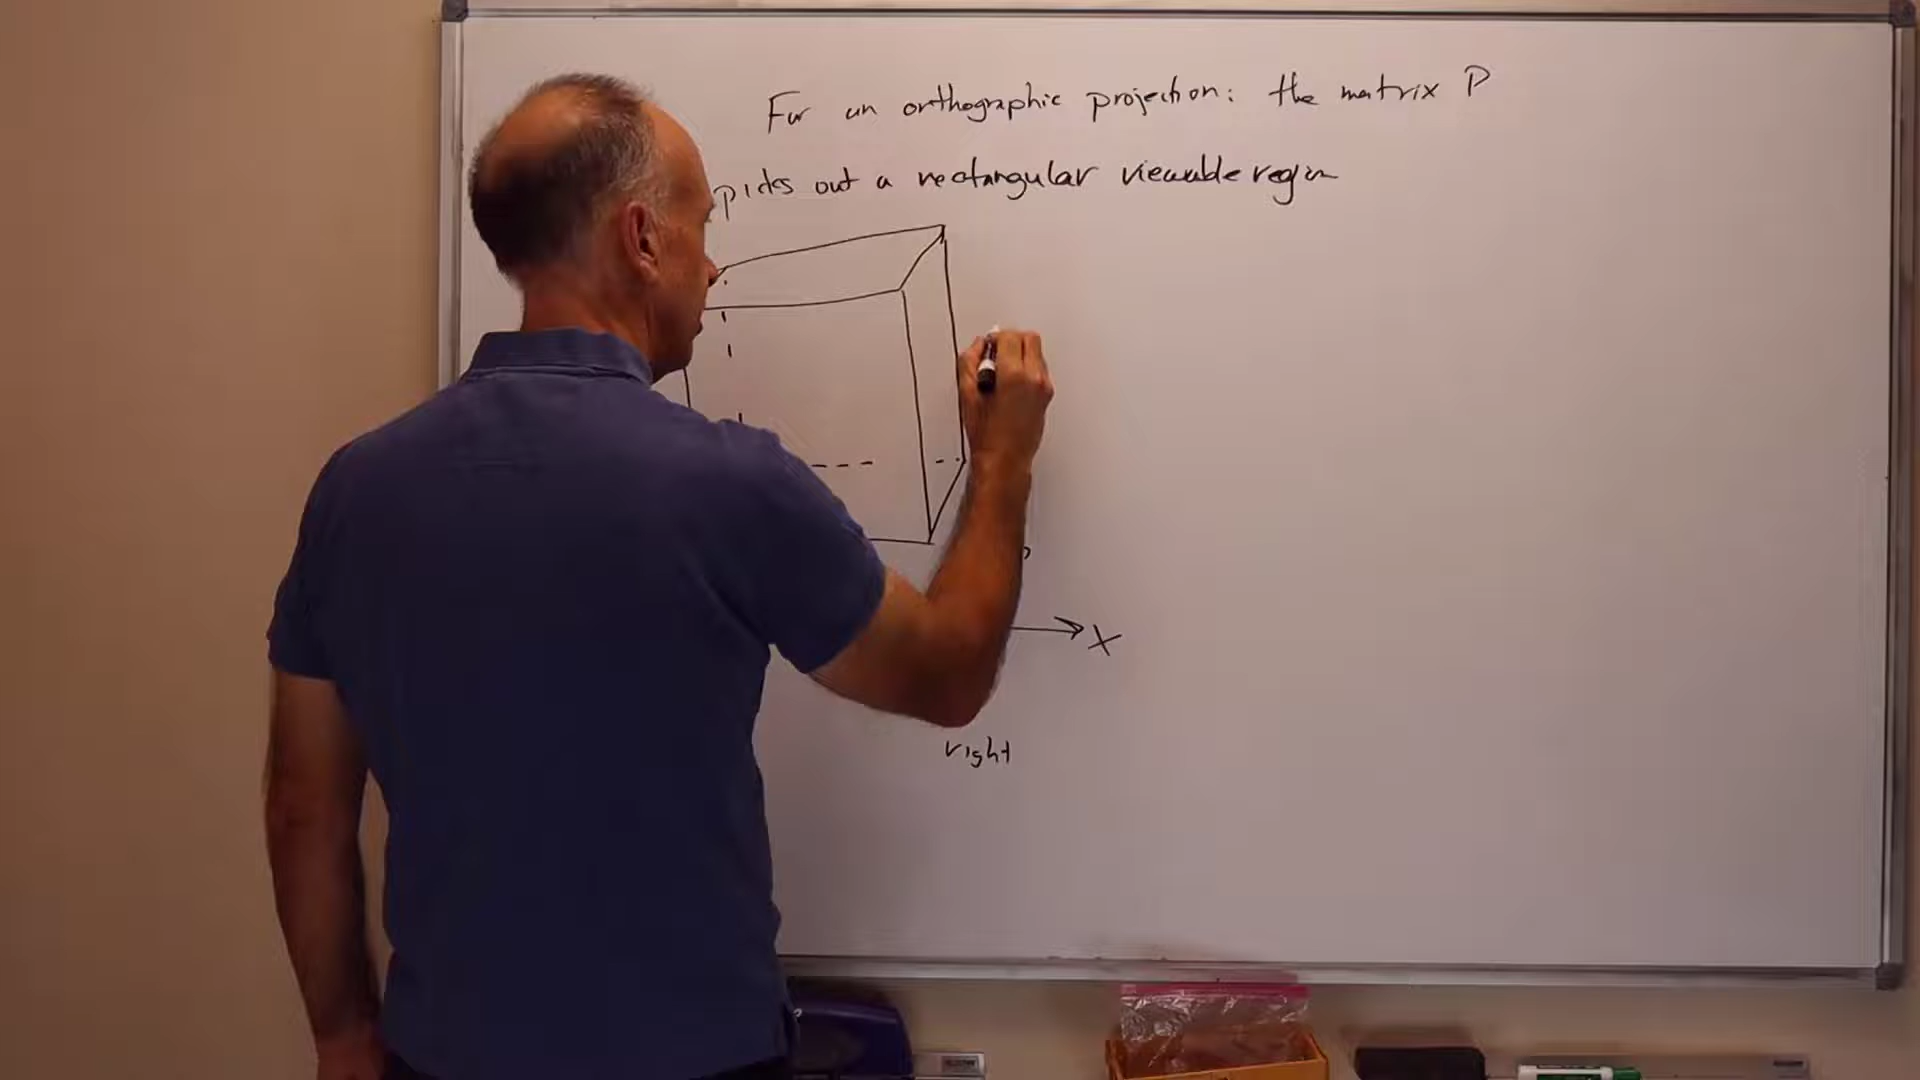 For an orthographic projection: the matrix P
picks out a rectangular viewable region
X
right